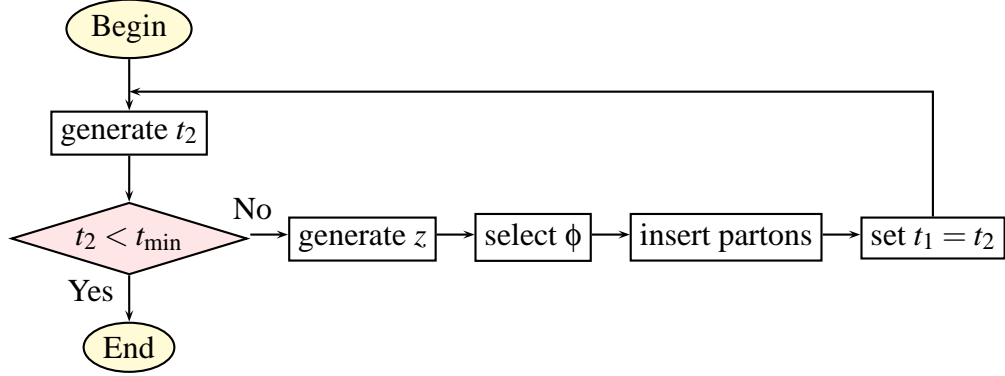 Begin
generate t₂
t₂ < t_min
No
generate z
select ϕ
insert partons
set t₁ = t₂
Yes
End